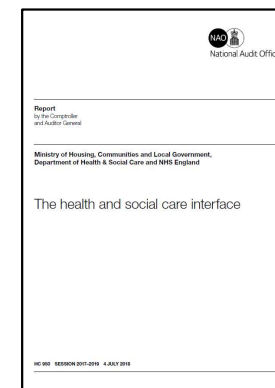 NAO
National Audit Offic
Report
by the Comptroller
and Auditor General
Ministry of Housing, Communities and Local Government,
Department of Health & Social Care and NHS England
The health and social care interface
HC 950 SESSION 2017–2019 4 JULY 2018